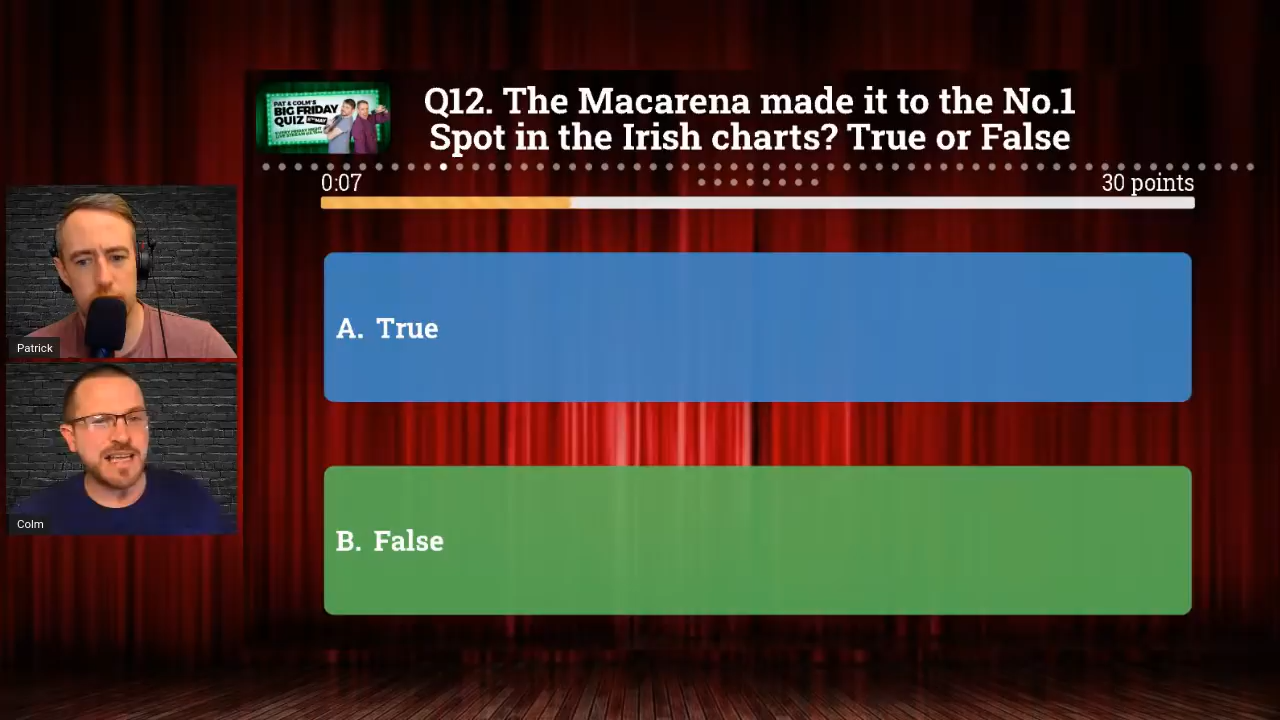 PAT & COLM'S
BIG FRIDAY
QUIZ
Q12. The Macarena made it to the No.1
Spot in the Irish charts? True or False
0:07
30 points
A. True
B. False
Patrick
Colm